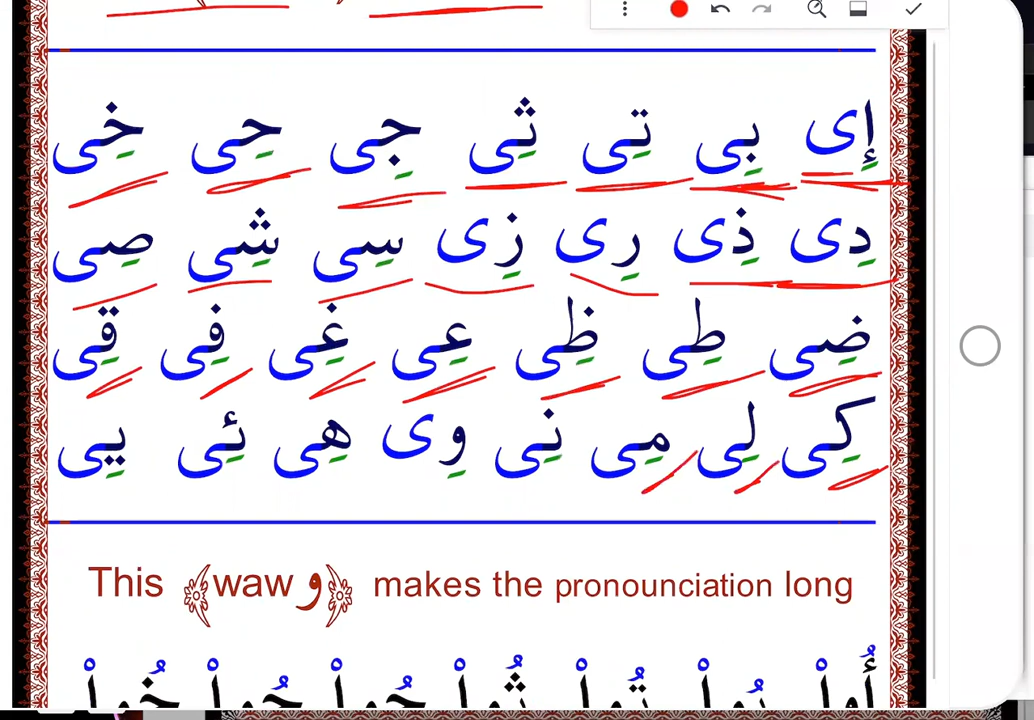 إِى بِى تِى ثِى جِى حِى خِى
دِى ذِى رِى زِى سِى شِى صِى
ضِى طِى ظِى عِى غِى فِى قِى
كِى لِى مِى نِى وِى هِى ئِى يِى
This ﴿waw و﴾ makes the pronounciation long